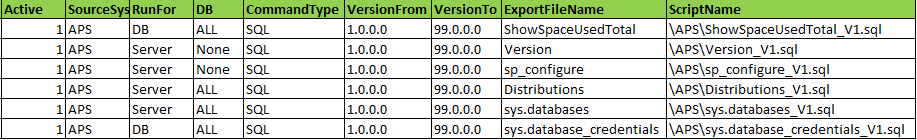 Active SourceSys RunFor DB CommandType VersionFrom VersionTo ExportFileName ScriptName
1 APS DB ALL SQL 1.0.0.0 99.0.0.0 ShowSpaceUsedTotal \APS\ShowSpaceUsedTotal_V1.sql
1 APS Server None SQL 1.0.0.0 99.0.0.0 Version \APS\Version_V1.sql
1 APS Server None SQL 1.0.0.0 99.0.0.0 sp_configure \APS\sp_configure_V1.sql
1 APS Server ALL SQL 1.0.0.0 99.0.0.0 Distributions \APS\Distributions_V1.sql
1 APS Server ALL SQL 1.0.0.0 99.0.0.0 sys.databases \APS\sys.databases_V1.sql
1 APS DB ALL SQL 1.0.0.0 99.0.0.0 sys.database_credentials \APS\sys.database_credentials_V1.sql